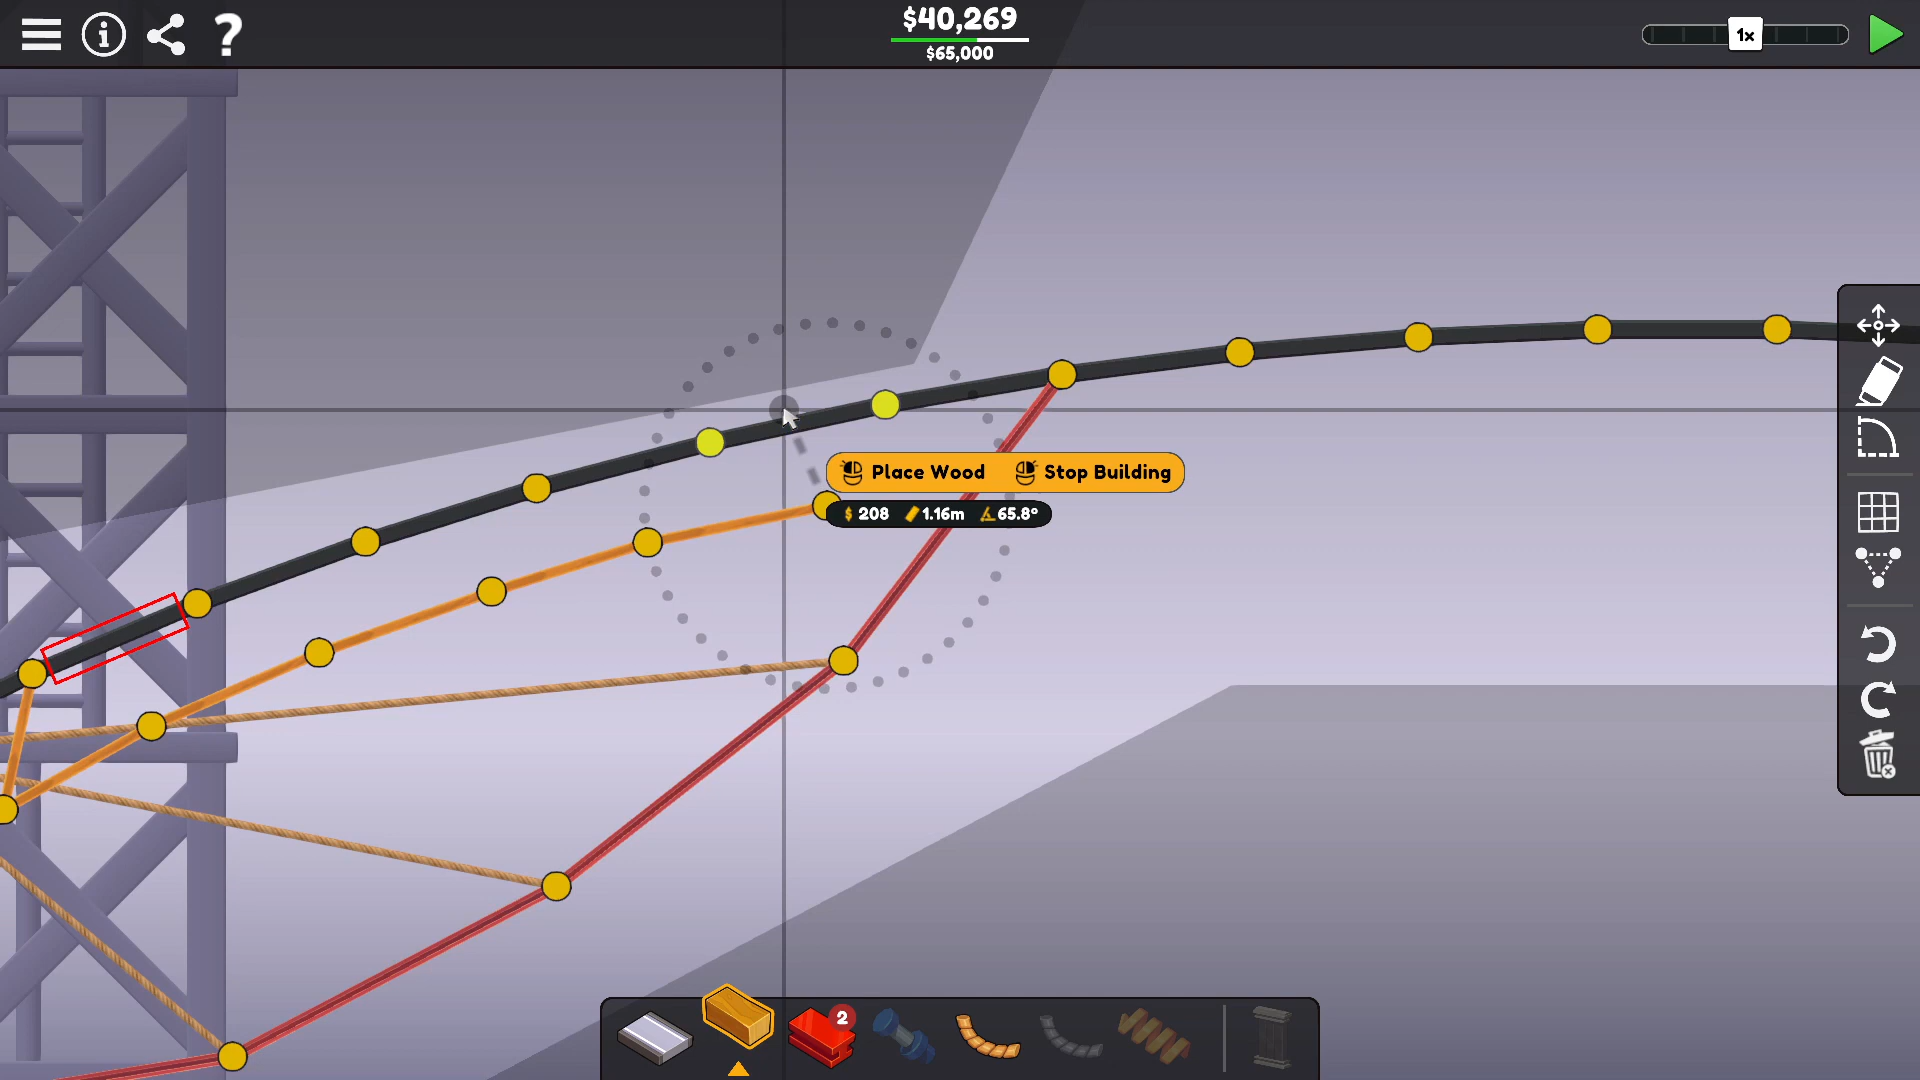 $40,269
$65,000
1x
Place Wood Stop Building
$ 208 1.16m 65.8°
2